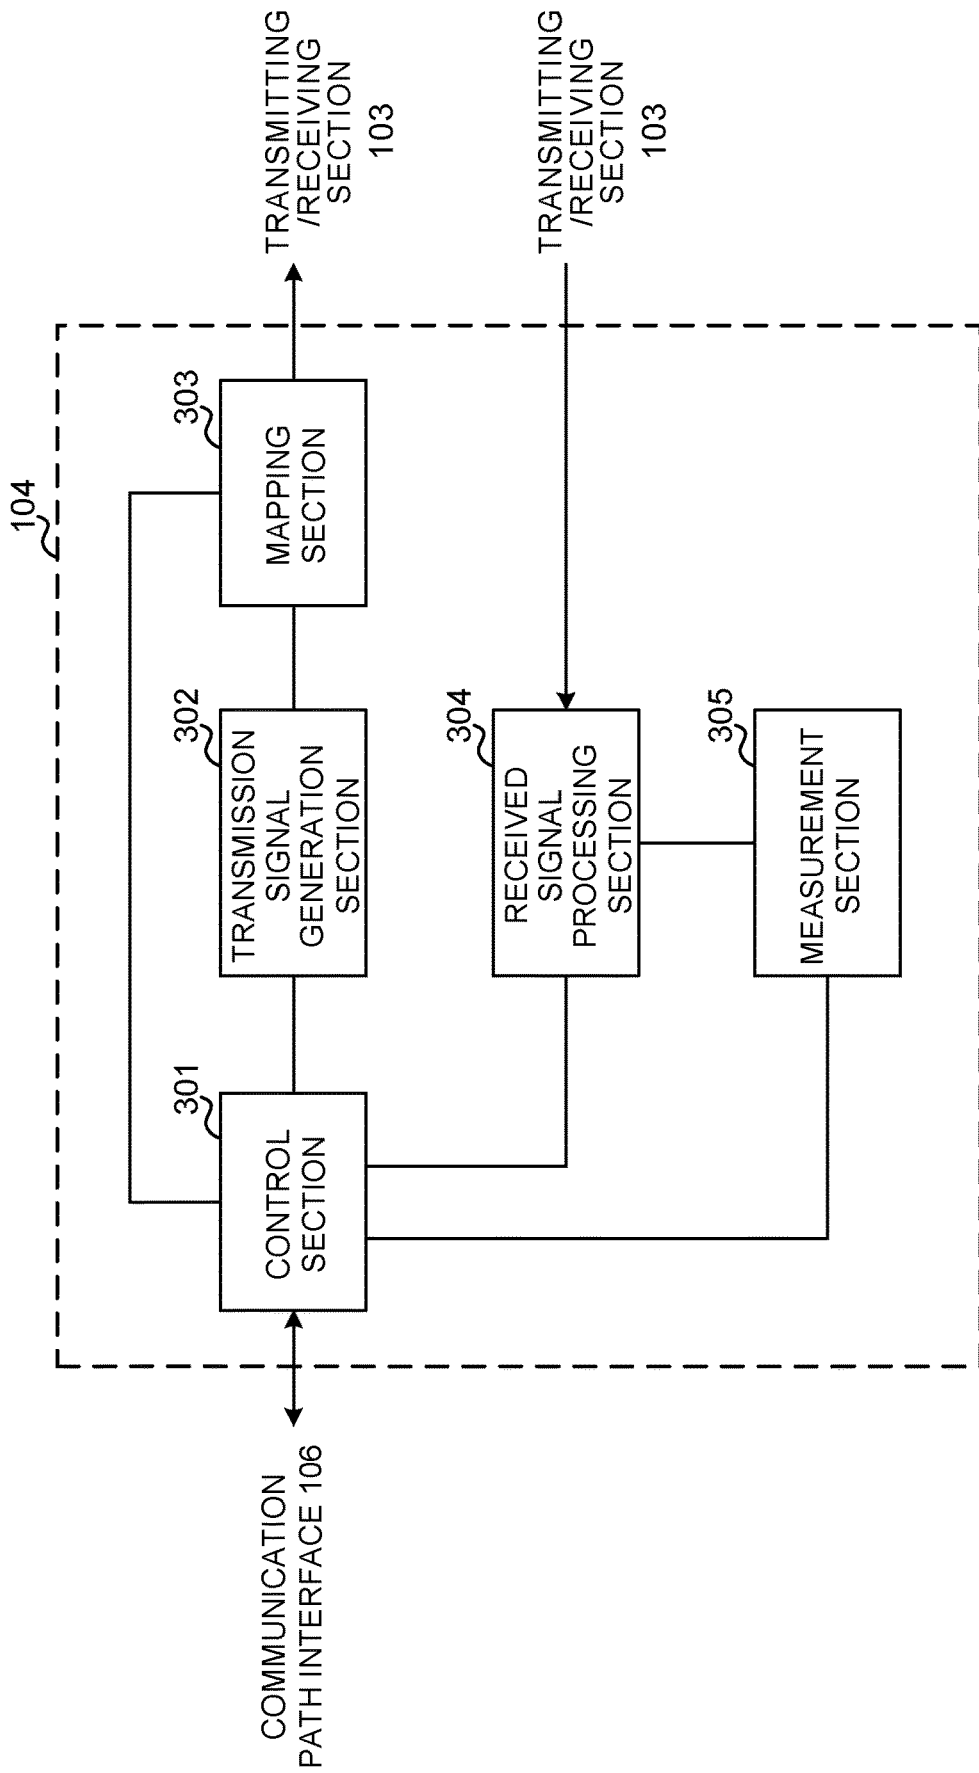 104
COMMUNICATION
PATH INTERFACE 106
301
CONTROL
SECTION
302
TRANSMISSION
SIGNAL
GENERATION
SECTION
303
MAPPING
SECTION
TRANSMITTING
/RECEIVING
SECTION
103
304
RECEIVED
SIGNAL
PROCESSING
SECTION
TRANSMITTING
/RECEIVING
SECTION
103
305
MEASUREMENT
SECTION